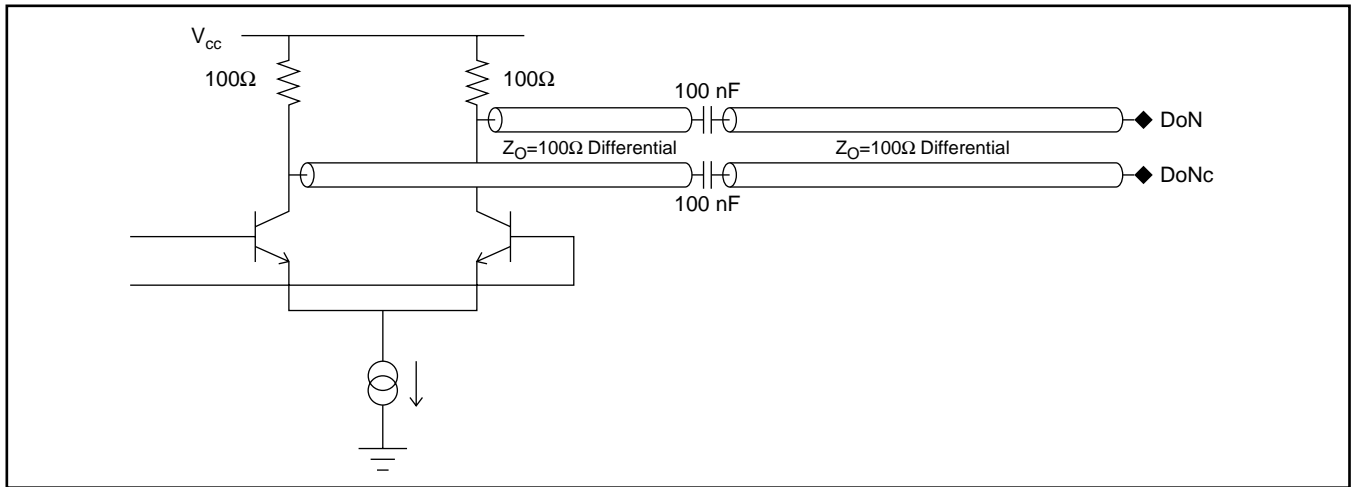 Vcc
100Ω
100Ω
100 nF
DoN
ZO=100Ω Differential
ZO=100Ω Differential
DoNc
100 nF